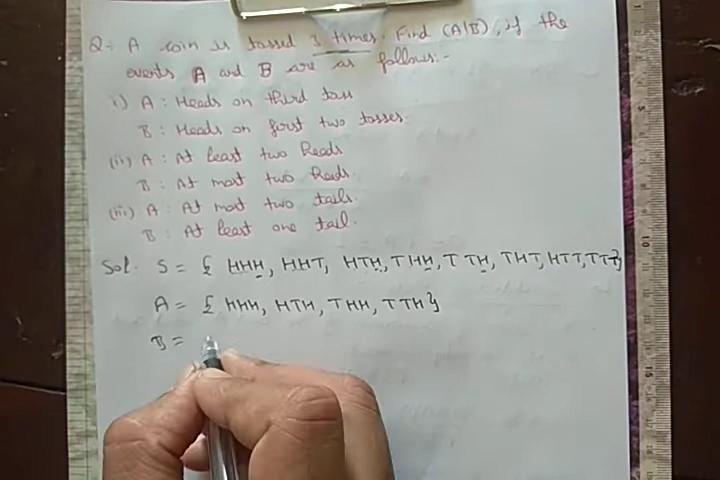 Q:- A coin is tossed 3 times. Find (A|B), if the
events A and B are as follows:-
i) A : Heads on third toss
B : Heads on first two tosses.
(ii) A : At least two heads
B : At most two heads.
(iii) A : At most two tails.
B : At least one tail.
Sol. S = { HHH, HHT, HTH, THH, TTH, THT, HTT, TTT}
A = { HHH, HTH, THH, TTH}
B =